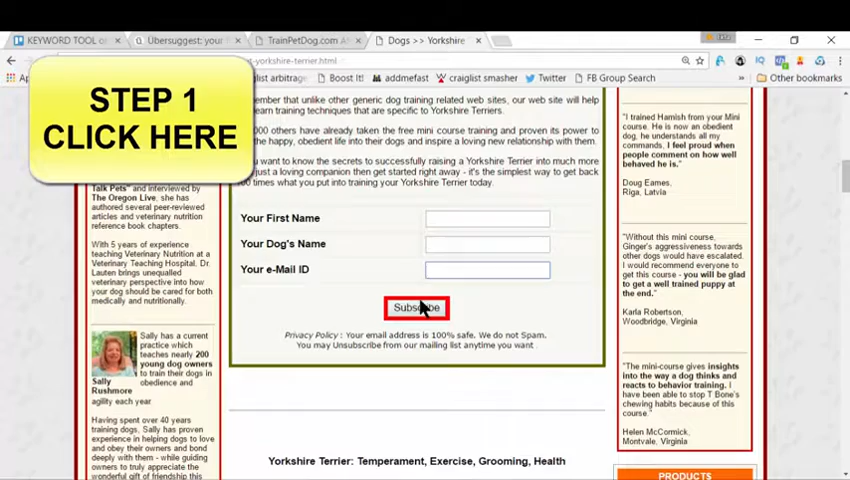 KEYWORD TOOL
Übersuggest: your
TrainPetDog.com
Dogs >> Yorkshire
yorkshire-terrier.html
arbitrage
Boost It!
addmefast
craiglist smasher
Twitter
FB Group Search
»
Other bookmarks
STEP 1
CLICK HERE
that unlike other generic dog training related web sites, our web site will help
learn training techniques that are specific to Yorkshire Terriers.
others have already taken the free mini course training and proven its power to
the happy, obedient life into their dogs and inspire a loving new relationship with them.
want to know the secrets to successfully raising a Yorkshire Terrier into much more
just a loving companion then get started right away - it's the simplest way to get back
times what you put into training your Yorkshire Terrier today.
Your First Name
Your Dog's Name
Your e-Mail ID
Subscribe
Privacy Policy : Your email address is 100% safe. We do not Spam.
You may Unsubscribe from our mailing list anytime you want
Yorkshire Terrier: Temperament, Exercise, Grooming, Health
Talk Pets" and interviewed by
The Oregon Live, she has
authored several peer-reviewed
articles and veterinary nutrition
reference book chapters.
With 5 years of experience
teaching Veterinary Nutrition at a
Veterinary Teaching Hospital, Dr.
Lauten brings unequalled
veterinary perspective into how
your dog should be cared for both
medically and nutritionally.
Sally has a current
practice which
teaches nearly 200
young dog owners
to train their dogs in
obedience and
Sally
Rushmore
agility each year
Having spent over 40 years
training dogs, Sally has proven
experience in helping dogs to love
and obey their owners and bond
deeply with them - while guiding
owners to truly appreciate the
wonderful gift of friendship this
"I trained Hamish from your Mini
course. He is now an obedient
dog, he understands all my
commands, I feel proud when
people comment on how well
behaved he is."
Doug Eames,
Riga, Latvia
"Without this mini course,
Ginger's aggressiveness towards
other dogs would have escalated.
I would recommend everyone to
get this course - you will be glad
to get a well trained puppy at
the end."
Karla Robertson,
Woodbridge, Virginia
"The mini-course gives insights
into the way a dog thinks and
reacts to behavior training. I
have been able to stop T Bone's
chewing habits because of this
course."
Helen McCormick,
Montvale, Virginia
PRODUCTS